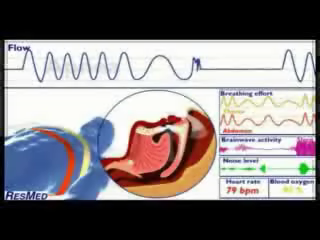 Flow
Breathing effort
Thorax
Abdomen
Brainwave activity
Noise level
Heart rate
Blood oxygen
79 bpm
RESMED